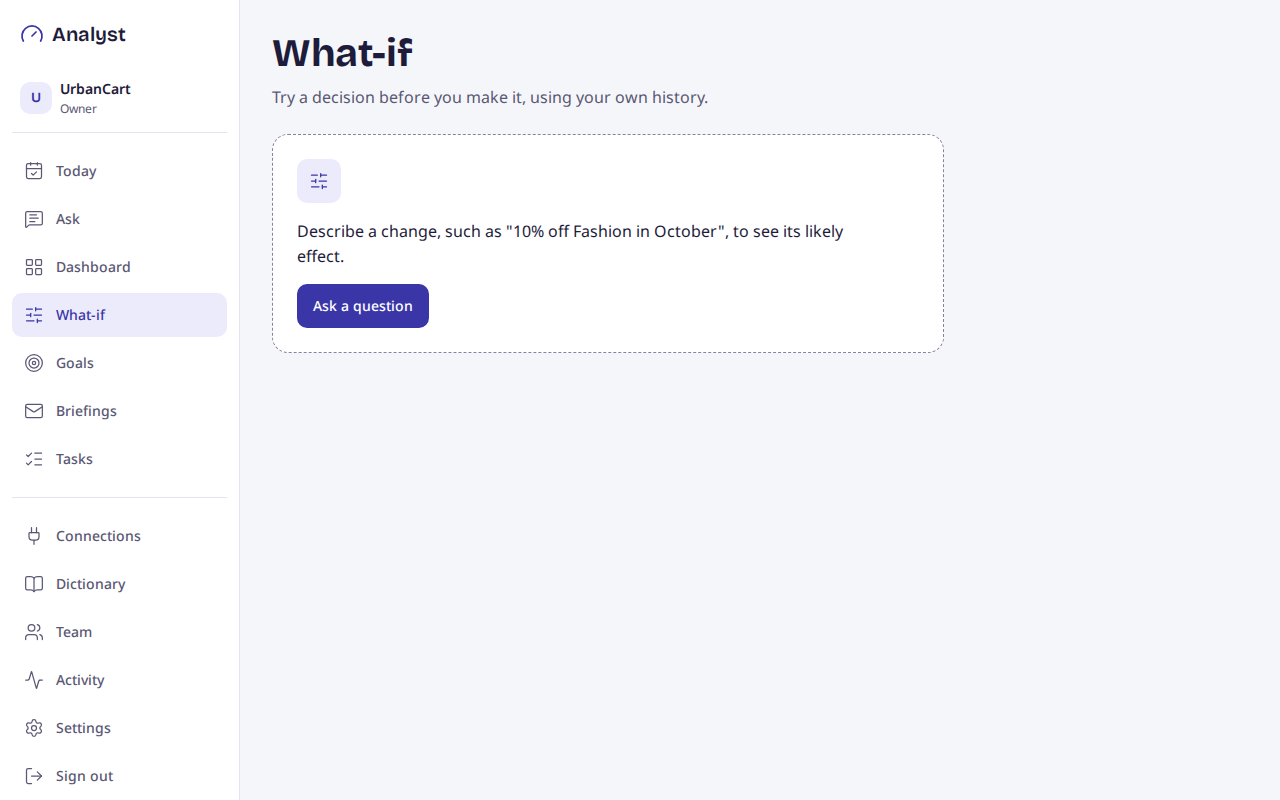 Analyst
U
UrbanCart
Owner
Today
Ask
Dashboard
What-if
Goals
Briefings
Tasks
Connections
Dictionary
Team
Activity
Settings
Sign out
What-if
Try a decision before you make it, using your own history.
Describe a change, such as "10% off Fashion in October", to see its likely
effect.
Ask a question